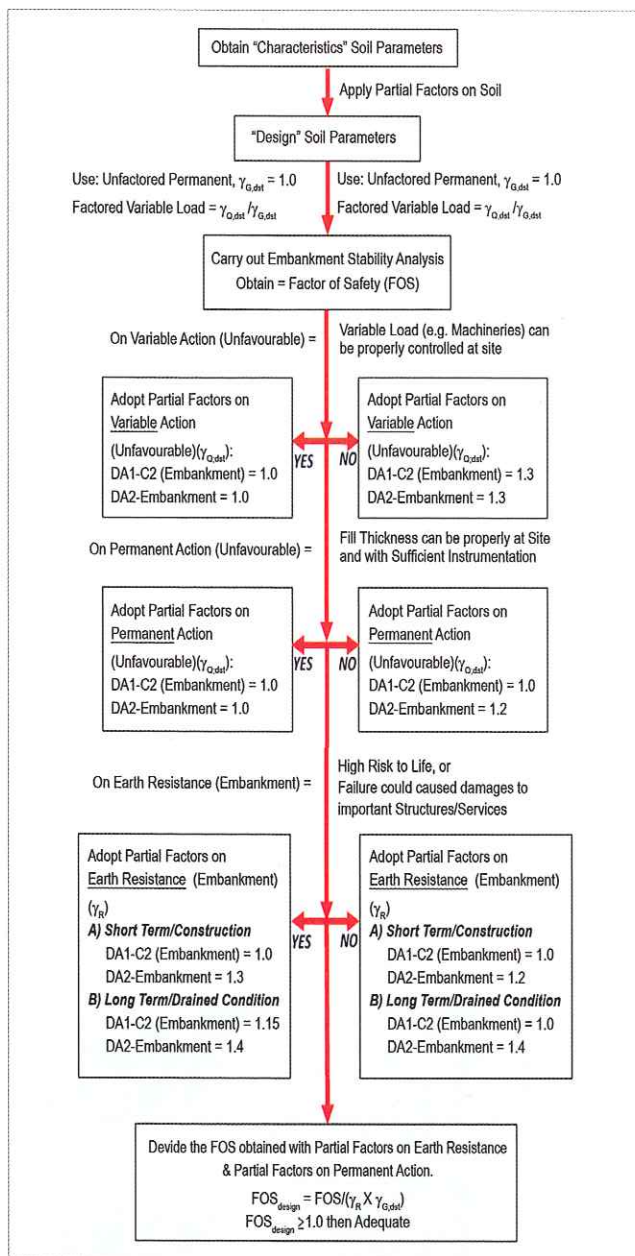 Obtain “Characteristics” Soil Parameters
Apply Partial Factors on Soil
“Design” Soil Parameters
Use: Unfactored Permanent, γG,dst = 1.0
Factored Variable Load = γQ,dst /γG,dst
Use: Unfactored Permanent, γG,dst = 1.0
Factored Variable Load = γQ,dst /γG,dst
Carry out Embankment Stability Analysis
Obtain = Factor of Safety (FOS)
On Variable Action (Unfavourable) =
Variable Load (e.g. Machineries) can
be properly controlled at site
Adopt Partial Factors on
Variable Action
(Unfavourable)(γQ;dst):
DA1-C2 (Embankment) = 1.0
DA2-Embankment = 1.0
YES
NO
Adopt Partial Factors on
Variable Action
(Unfavourable)(γQ;dst):
DA1-C2 (Embankment) = 1.3
DA2-Embankment = 1.3
On Permanent Action (Unfavourable) =
Fill Thickness can be properly at Site
and with Sufficient Instrumentation
Adopt Partial Factors on
Permanent Action
(Unfavourable)(γQ;dst):
DA1-C2 (Embankment) = 1.0
DA2-Embankment = 1.0
YES
NO
Adopt Partial Factors on
Permanent Action
(Unfavourable)(γQ;dst):
DA1-C2 (Embankment) = 1.0
DA2-Embankment = 1.2
On Earth Resistance (Embankment) =
High Risk to Life, or
Failure could caused damages to
important Structures/Services
Adopt Partial Factors on
Earth Resistance (Embankment)
(γR)
A) Short Term/Construction
DA1-C2 (Embankment) = 1.0
DA2-Embankment = 1.3
B) Long Term/Drained Condition
DA1-C2 (Embankment) = 1.15
DA2-Embankment = 1.4
YES
NO
Adopt Partial Factors on
Earth Resistance (Embankment)
(γR)
A) Short Term/Construction
DA1-C2 (Embankment) = 1.0
DA2-Embankment = 1.2
B) Long Term/Drained Condition
DA1-C2 (Embankment) = 1.0
DA2-Embankment = 1.4
Devide the FOS obtained with Partial Factors on Earth Resistance
& Partial Factors on Permanent Action.
FOSdesign = FOS/(γR X γG,dst)
FOSdesign ≥1.0 then Adequate